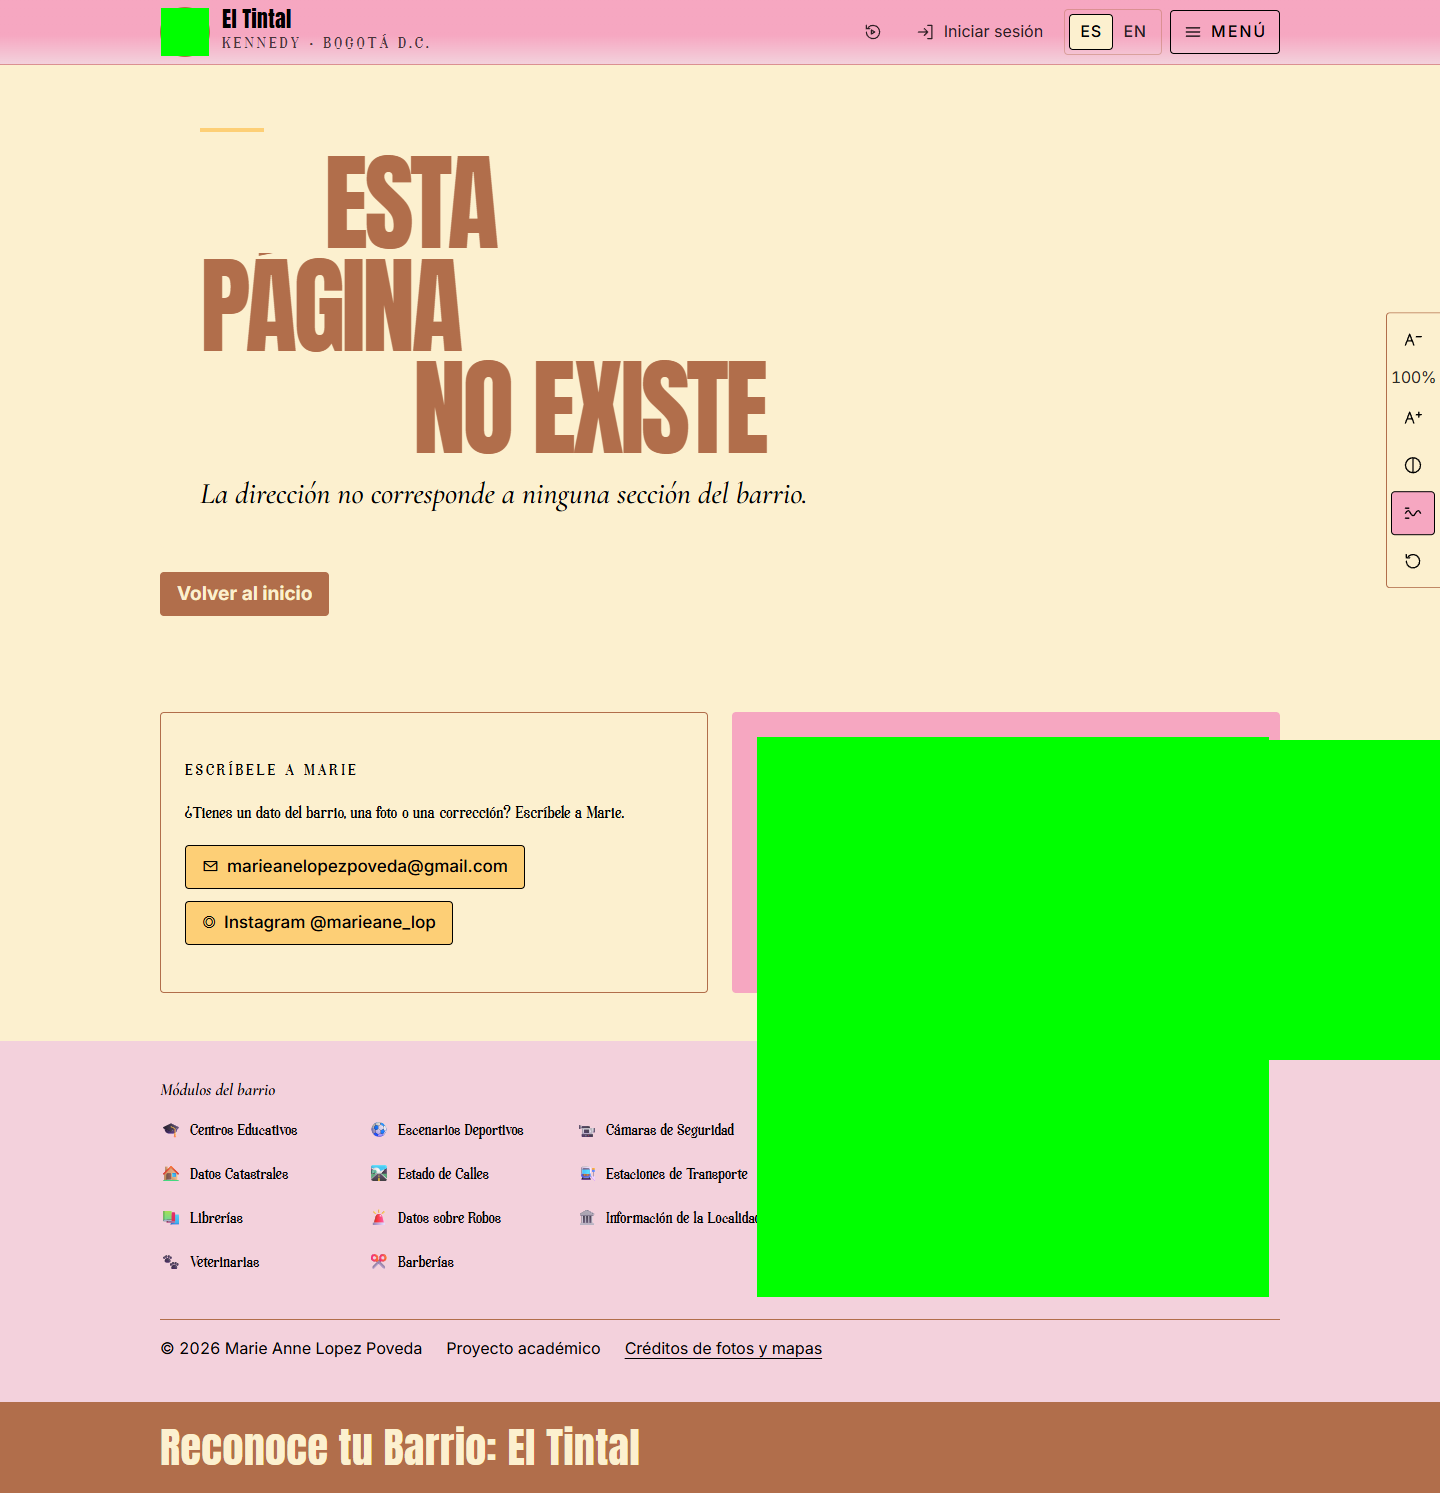 El Tintal
KENNEDY · BOGOTÁ D.C.
Iniciar sesión
ES EN
MENÚ
ESTA
PÁGINA
NO EXISTE
La dirección no corresponde a ninguna sección del barrio.
Volver al inicio
A−
100%
A+
ESCRÍBELE A MARIE
¿Tienes un dato del barrio, una foto o una corrección? Escríbele a Marie.
marieanelopezpoveda@gmail.com
Instagram @marieane_lop
Módulos del barrio
Centros Educativos
Escenarios Deportivos
Cámaras de Seguridad
Datos Catastrales
Estado de Calles
Estaciones de Transporte
Librerías
Datos sobre Robos
Información de la Localidad
Veterinarias
Barberías
© 2026 Marie Anne Lopez Poveda Proyecto académico Créditos de fotos y mapas
Reconoce tu Barrio: El Tintal